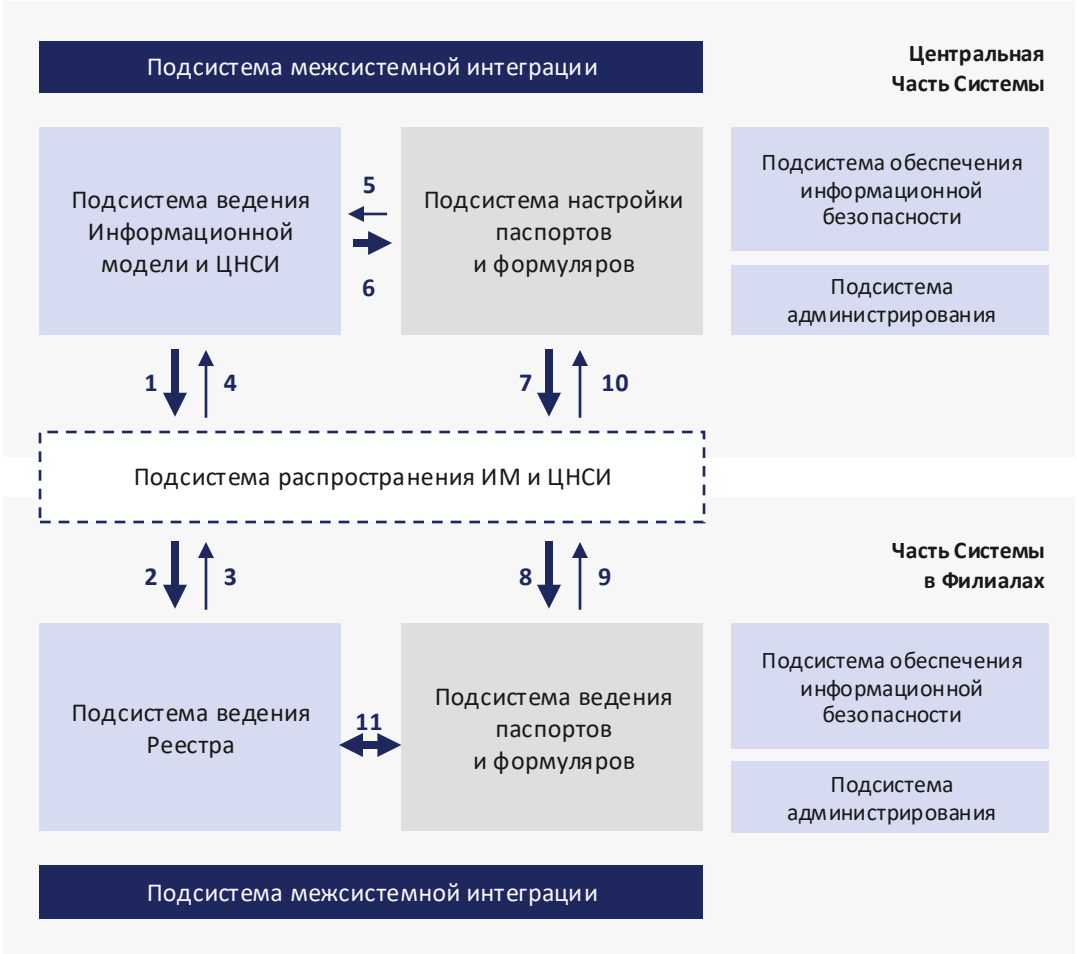 Подсистема межсистемной интеграции
Центральная
Часть Системы
Подсистема ведения
Информационной
модели и ЦНСИ
5
6
Подсистема настройки
паспортов
и формуляров
Подсистема обеспечения
информационной
безопасности
Подсистема
администрирования
1
4
7
10
Подсистема распространения ИМ и ЦНСИ
Часть Системы
в Филиалах
2
3
8
9
Подсистема ведения
Реестра
11
Подсистема ведения
паспортов
и формуляров
Подсистема обеспечения
информационной
безопасности
Подсистема
администрирования
Подсистема межсистемной интеграции